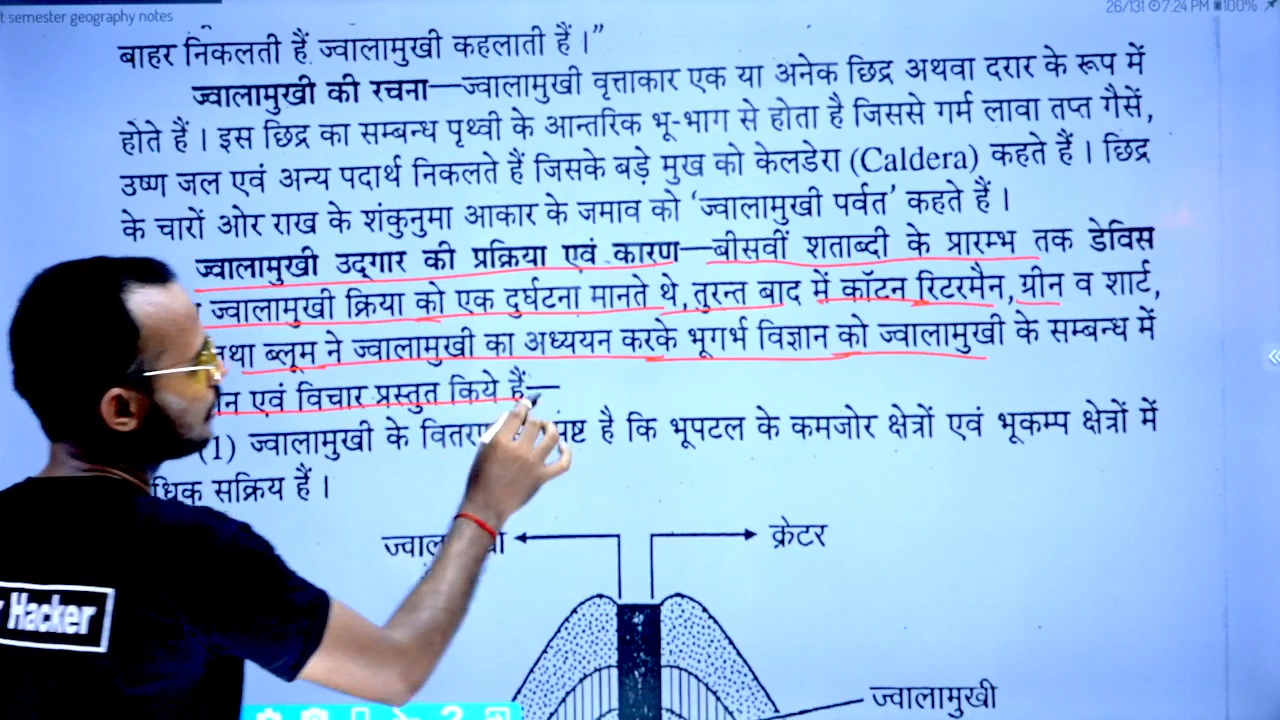 t semester geography notes
26/131 7:24 PM 100%
बाहर निकलती हैं ज्वालामुखी कहलाती हैं ।”
ज्वालामुखी की रचना—ज्वालामुखी वृत्ताकार एक या अनेक छिद्र अथवा दरार के रूप में
होते हैं । इस छिद्र का सम्बन्ध पृथ्वी के आन्तरिक भू-भाग से होता है जिससे गर्म लावा तप्त गैसें,
उष्ण जल एवं अन्य पदार्थ निकलते हैं जिसके बड़े मुख को केलडेरा (Caldera) कहते हैं । छिद्र
के चारों ओर राख के शंकुनुमा आकार के जमाव को ‘ज्वालामुखी पर्वत’ कहते हैं ।
ज्वालामुखी उद्गार की प्रक्रिया एवं कारण—बीसवीं शताब्दी के प्रारम्भ तक डेविस
ज्वालामुखी क्रिया को एक दुर्घटना मानते थे, तुरन्त बाद में कॉटन रिटरमैन, ग्रीन व शार्ट,
तथा ब्लूम ने ज्वालामुखी का अध्ययन करके भूगर्भ विज्ञान को ज्वालामुखी के सम्बन्ध में
एवं विचार प्रस्तुत किये हैं—
(1) ज्वालामुखी के है कि भूपटल के कमजोर क्षेत्रों एवं भूकम्प क्षेत्रों में
सक्रिय हैं ।
क्रेटर
ज्वालामुखी
Hacker